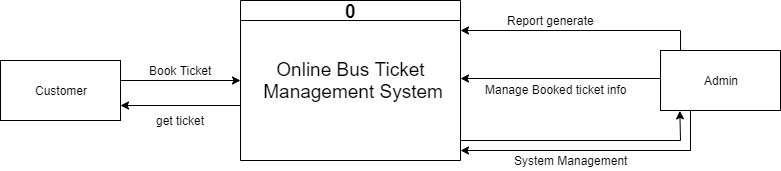 0
Online Bus Ticket
Management System
Customer
Book Ticket
get ticket
Report generate
Manage Booked ticket info
System Management
Admin